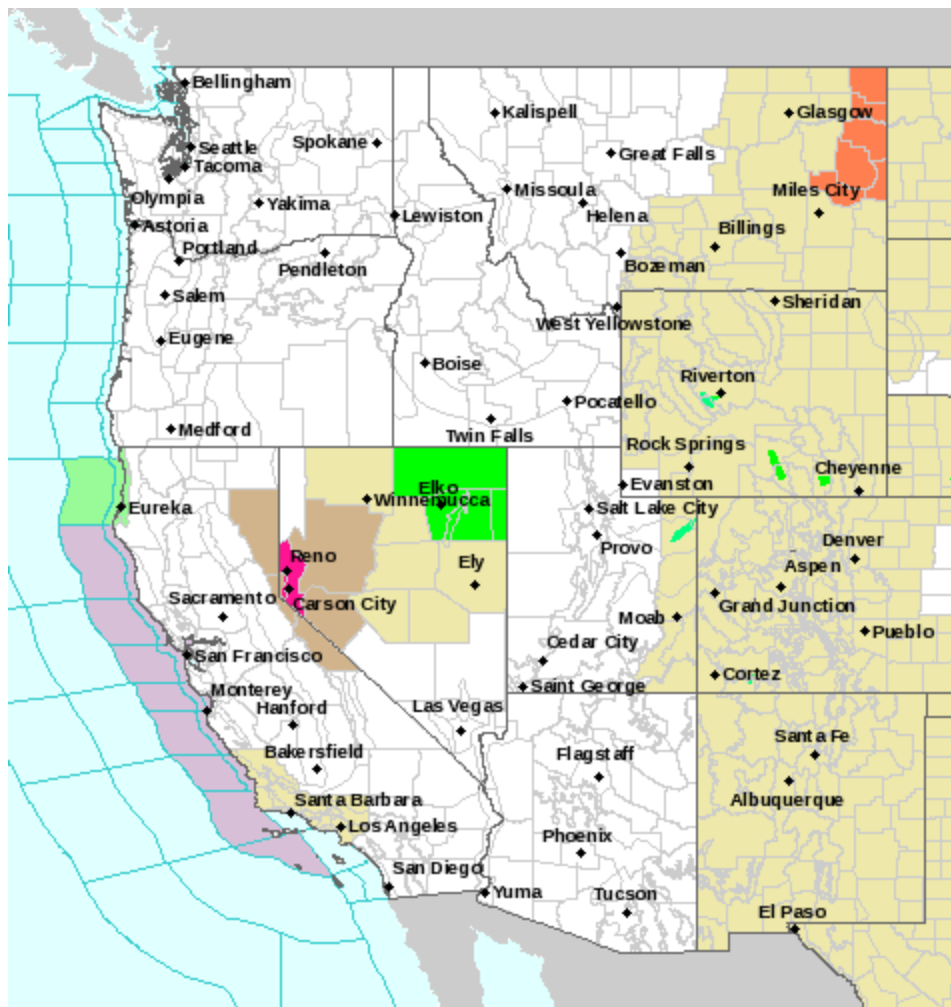 Bellingham
Kalispell
Glasgow
Seattle
Spokane
Great Falls
Tacoma
Missoula
Miles City
Olympia
Yakima
Lewiston
Helena
Astoria
Billings
Portland
Pendleton
Bozeman
Salem
Sheridan
West Yellowstone
Eugene
Boise
Riverton
Pocatello
Medford
Twin Falls
Rock Springs
Cheyenne
Evanston
Elko
Winnemucca
Eureka
Salt Lake City
Denver
Provo
Reno
Ely
Aspen
Sacramento
Carson City
Grand Junction
Moab
Pueblo
Cedar City
San Francisco
Cortez
Saint George
Monterey
Hanford
Las Vegas
Santa Fe
Bakersfield
Flagstaff
Albuquerque
Santa Barbara
Los Angeles
Phoenix
San Diego
Yuma
Tucson
El Paso